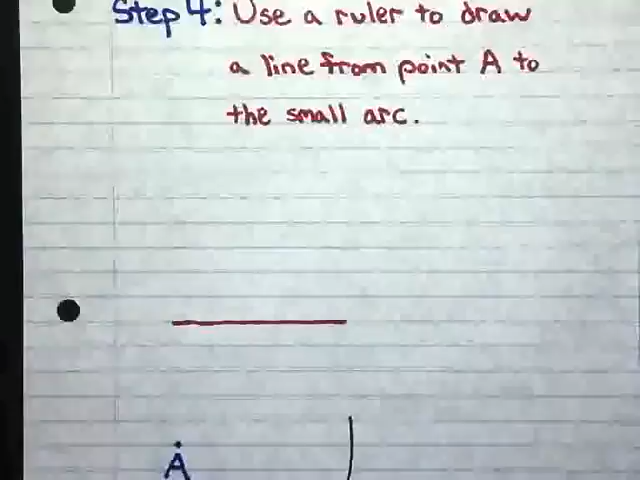 Step 4: Use a ruler to draw
a line from point A to
the small arc.
A